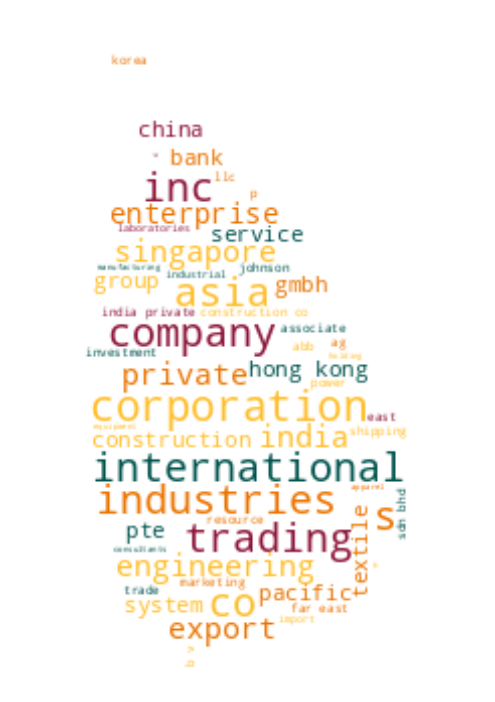 korea
china
bank
inc
llc
p
enterprise
laboratories
service
singapore
manufacturing
industrial
johnson
group
asia
gmbh
india private
construction co
company
associate
investment
abb
ag
holding
private
hong kong
power
corporation
east
equipment
construction
india
shipping
international
industries
apparel
s
sdn bhd
resource
pte
trading
textile
consultants
engineering
marketing
trade
pacific
system
co
far east
export
import